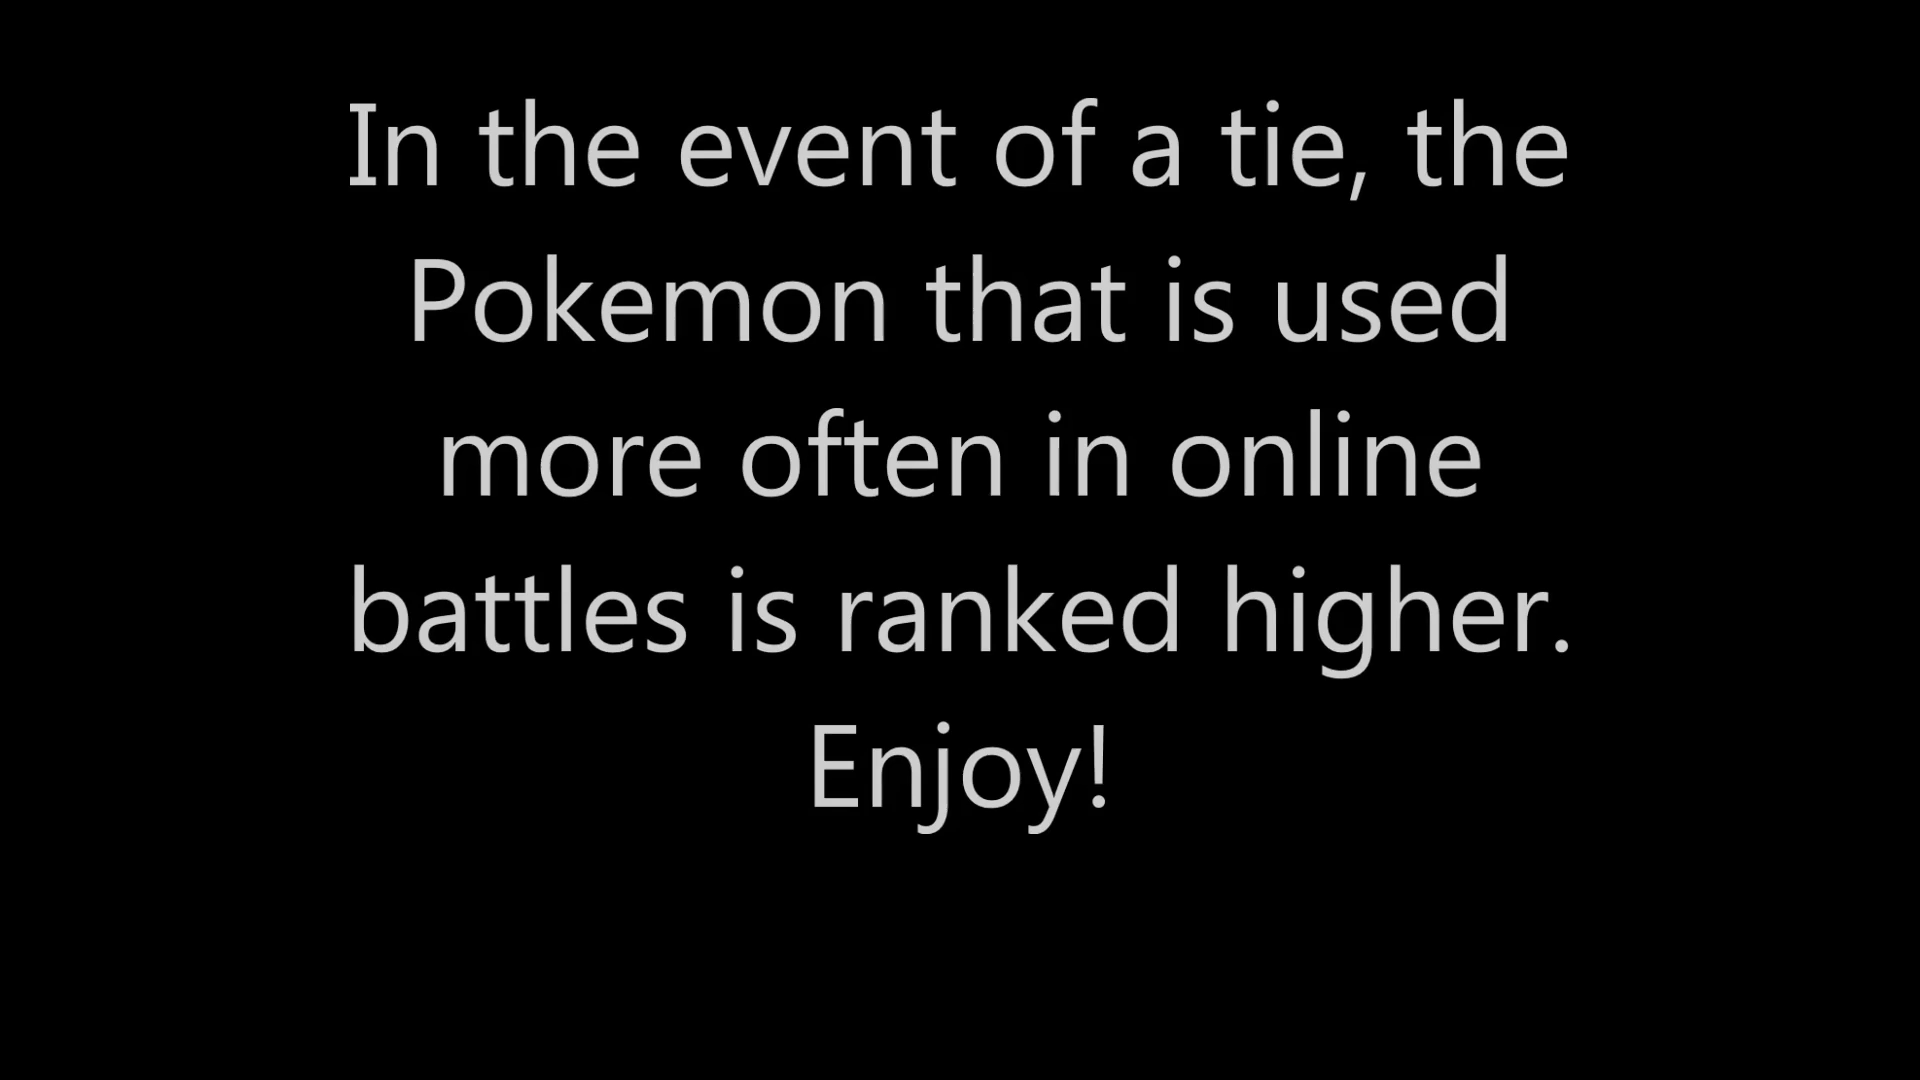 In the event of a tie, the
Pokemon that is used
more often in online
battles is ranked higher.
Enjoy!